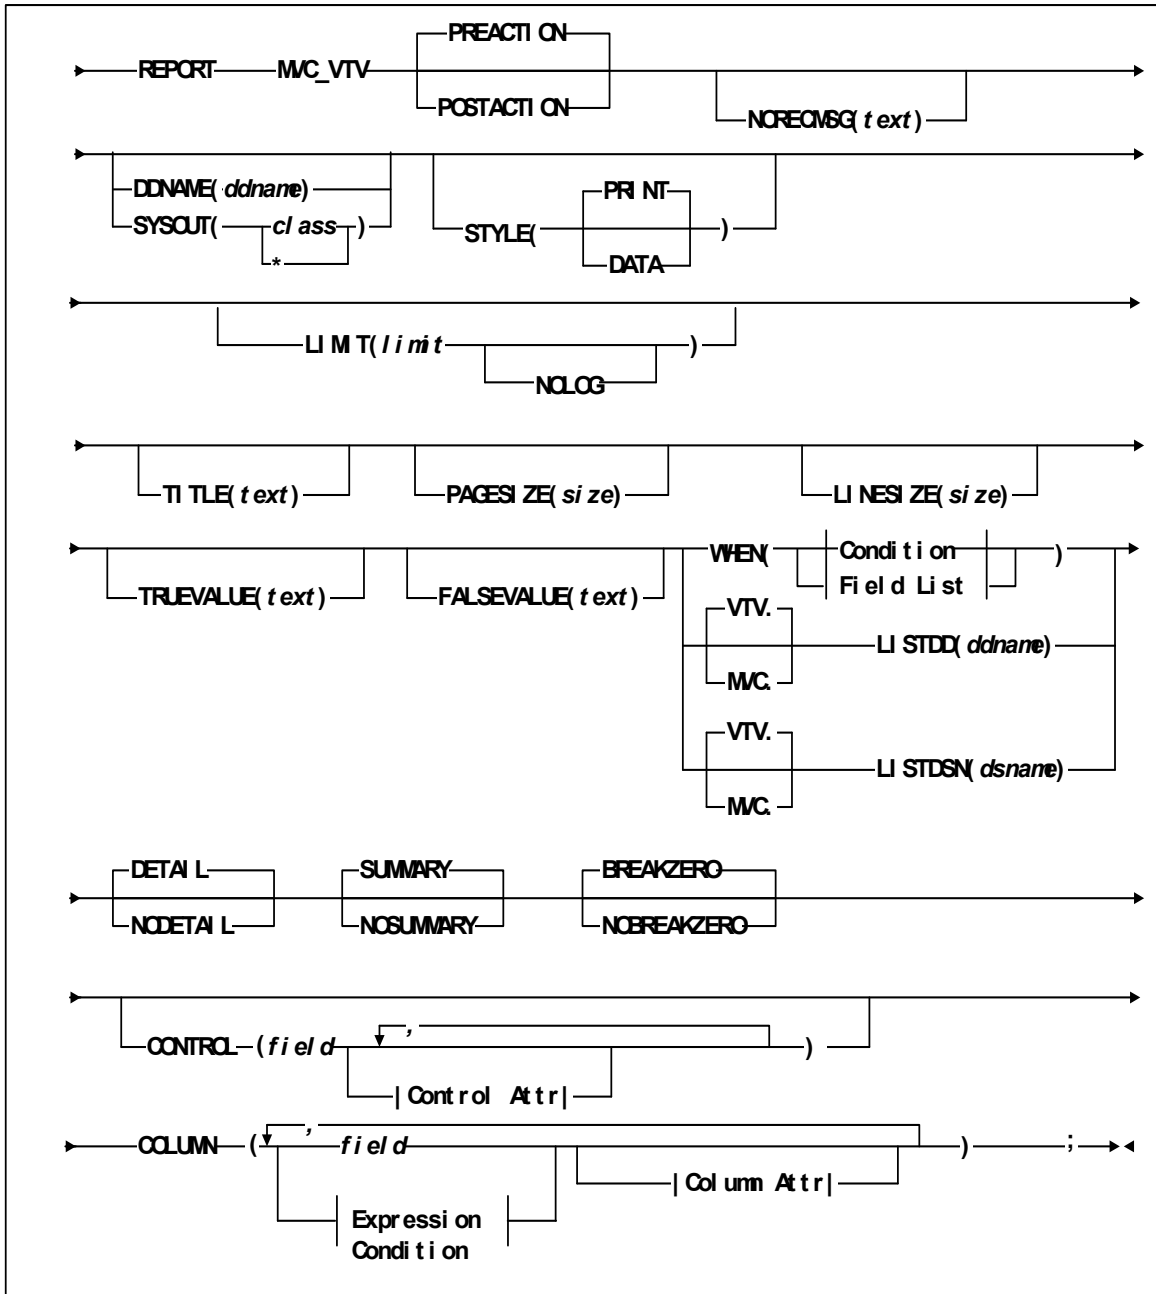 PREACTION
REPORT MVC_VTV
POSTACTION
NORECMSG(text)
DDNAME(ddname)
SYSOUT( class )
*
STYLE( PRINT )
DATA
LIMIT(limit )
NOLOG
TITLE(text)
PAGESIZE(size)
LINESIZE(size)
TRUEVALUE(text)
FALSEVALUE(text)
WHEN( Condition )
Field List
VTV.
LISTDD(ddname)
MVC.
VTV.
LISTDSN(dsname)
MVC.
DETAIL SUMMARY BREAKZERO
NODETAIL NOSUMMARY NOBREAKZERO
,
CONTROL (field )
|Control Attr|
,
COLUMN ( field ) ;
|Column Attr|
Expression
Condition